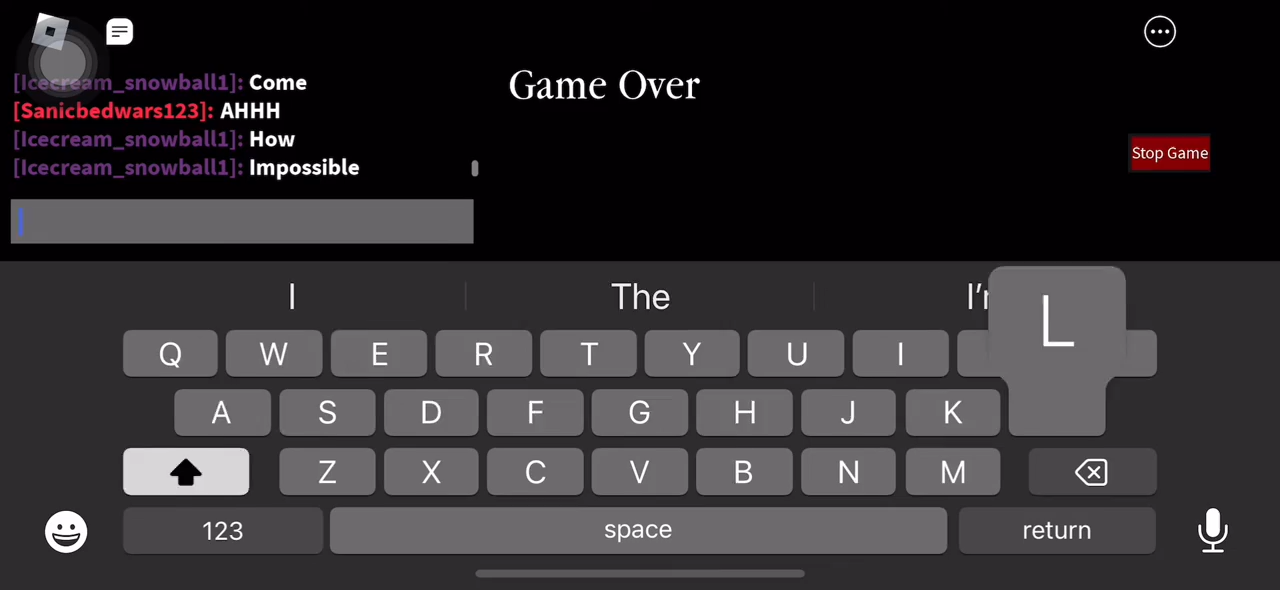 [Icecream_snowball1]: Come
[Sanicbedwars123]: AHHH
[Icecream_snowball1]: How
[Icecream_snowball1]: Impossible
Game Over
Stop Game
I The
L
Q W E R T Y U I
A S D F G H J K
Z X C V B N M
123 space return